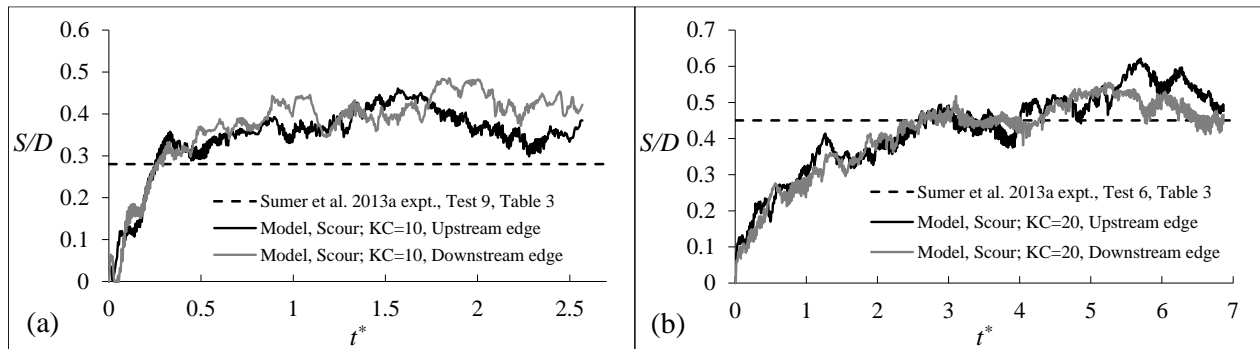 0.6
0.5
0.4
S/D
0.3
0.2
0.1
0
0 0.5 1 1.5 2 2.5
t*
Sumer et al. 2013a expt., Test 9, Table 3
Model, Scour; KC=10, Upstream edge
Model, Scour; KC=10, Downstream edge
(a)
0.7
0.6
0.5
0.4
S/D
0.3
0.2
0.1
0
0 1 2 3 4 5 6 7
t*
Sumer et al. 2013a expt., Test 6, Table 3
Model, Scour; KC=20, Upstream edge
Model, Scour; KC=20, Downstream edge
(b)